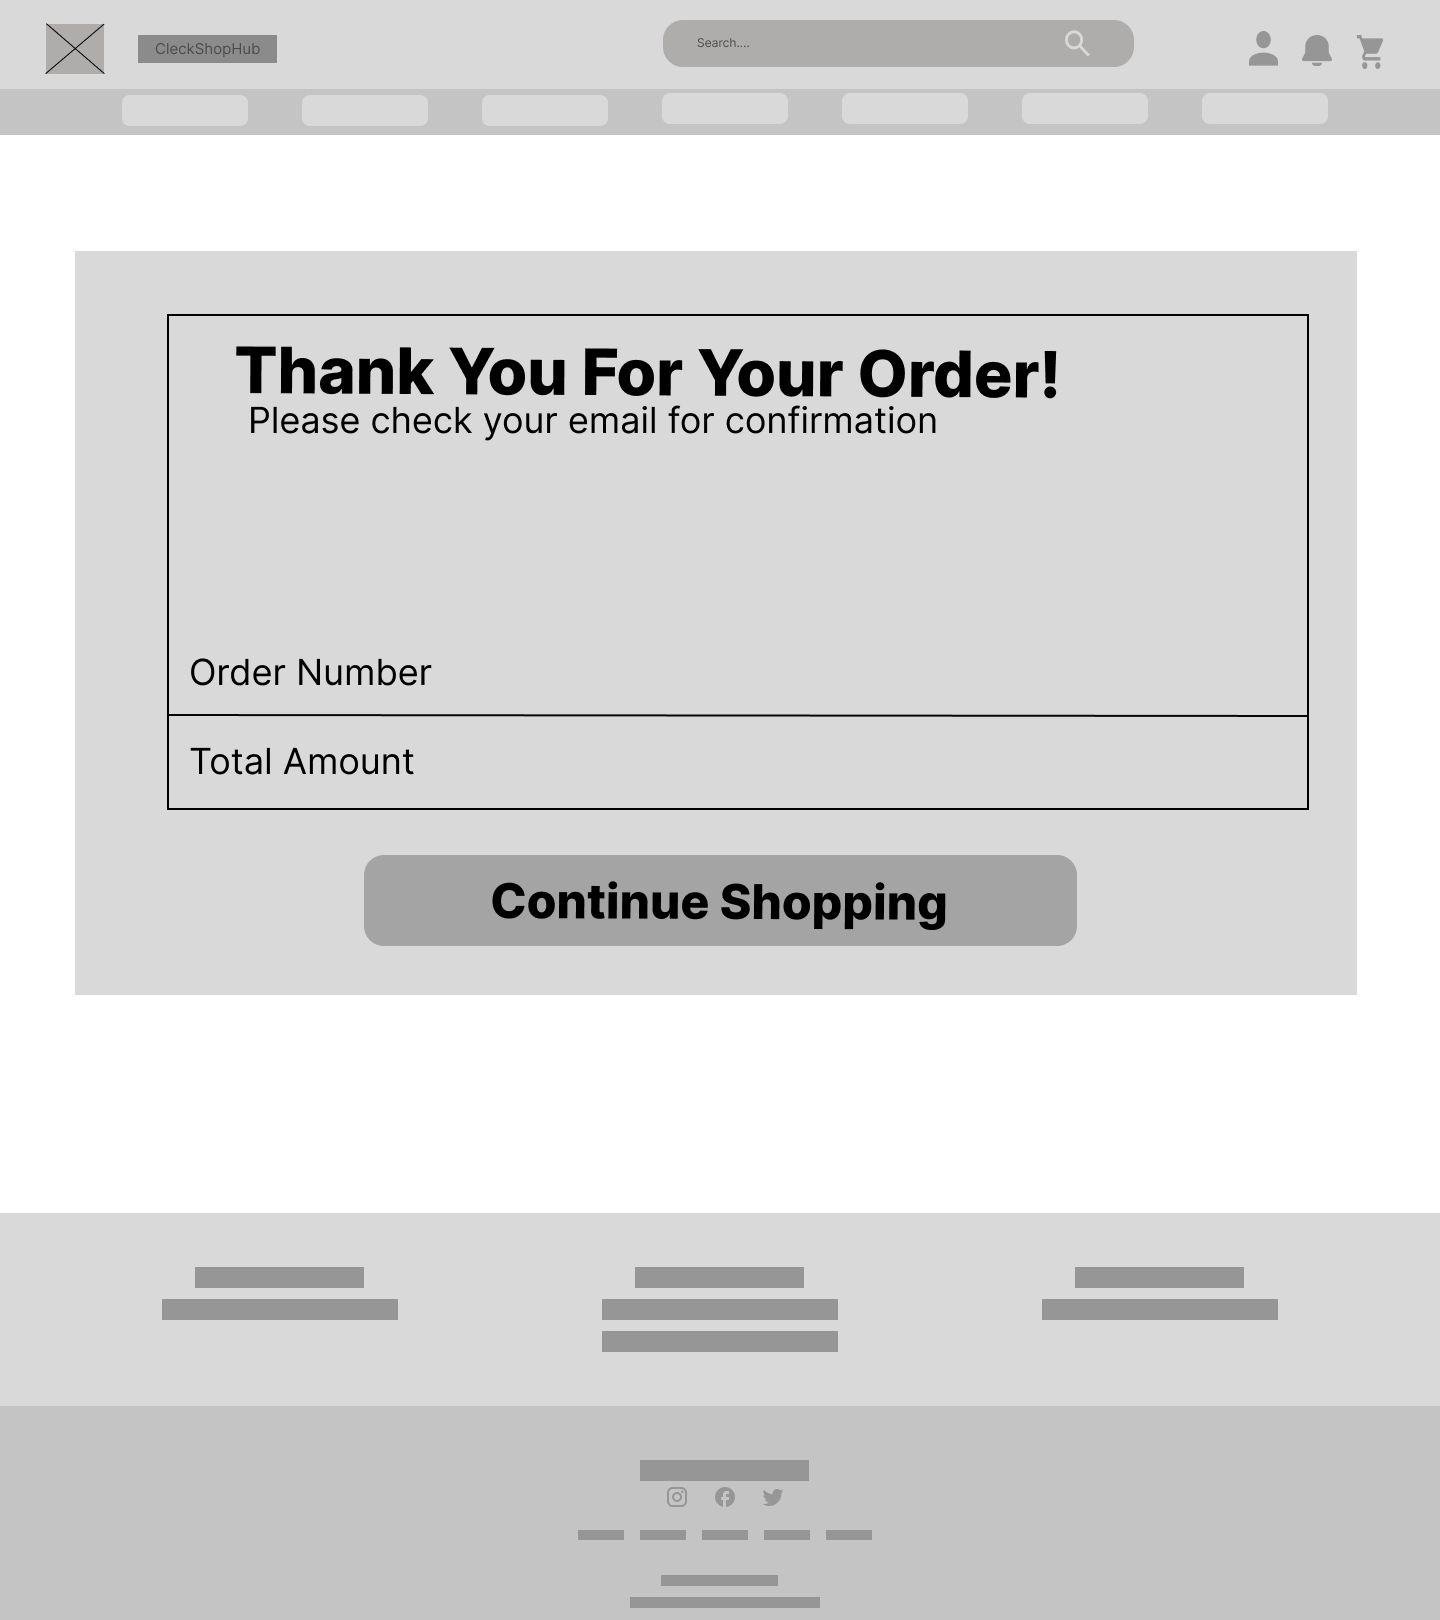 CleckShopHub
Search....
Thank You For Your Order!
Please check your email for confirmation
Order Number
Total Amount
Continue Shopping